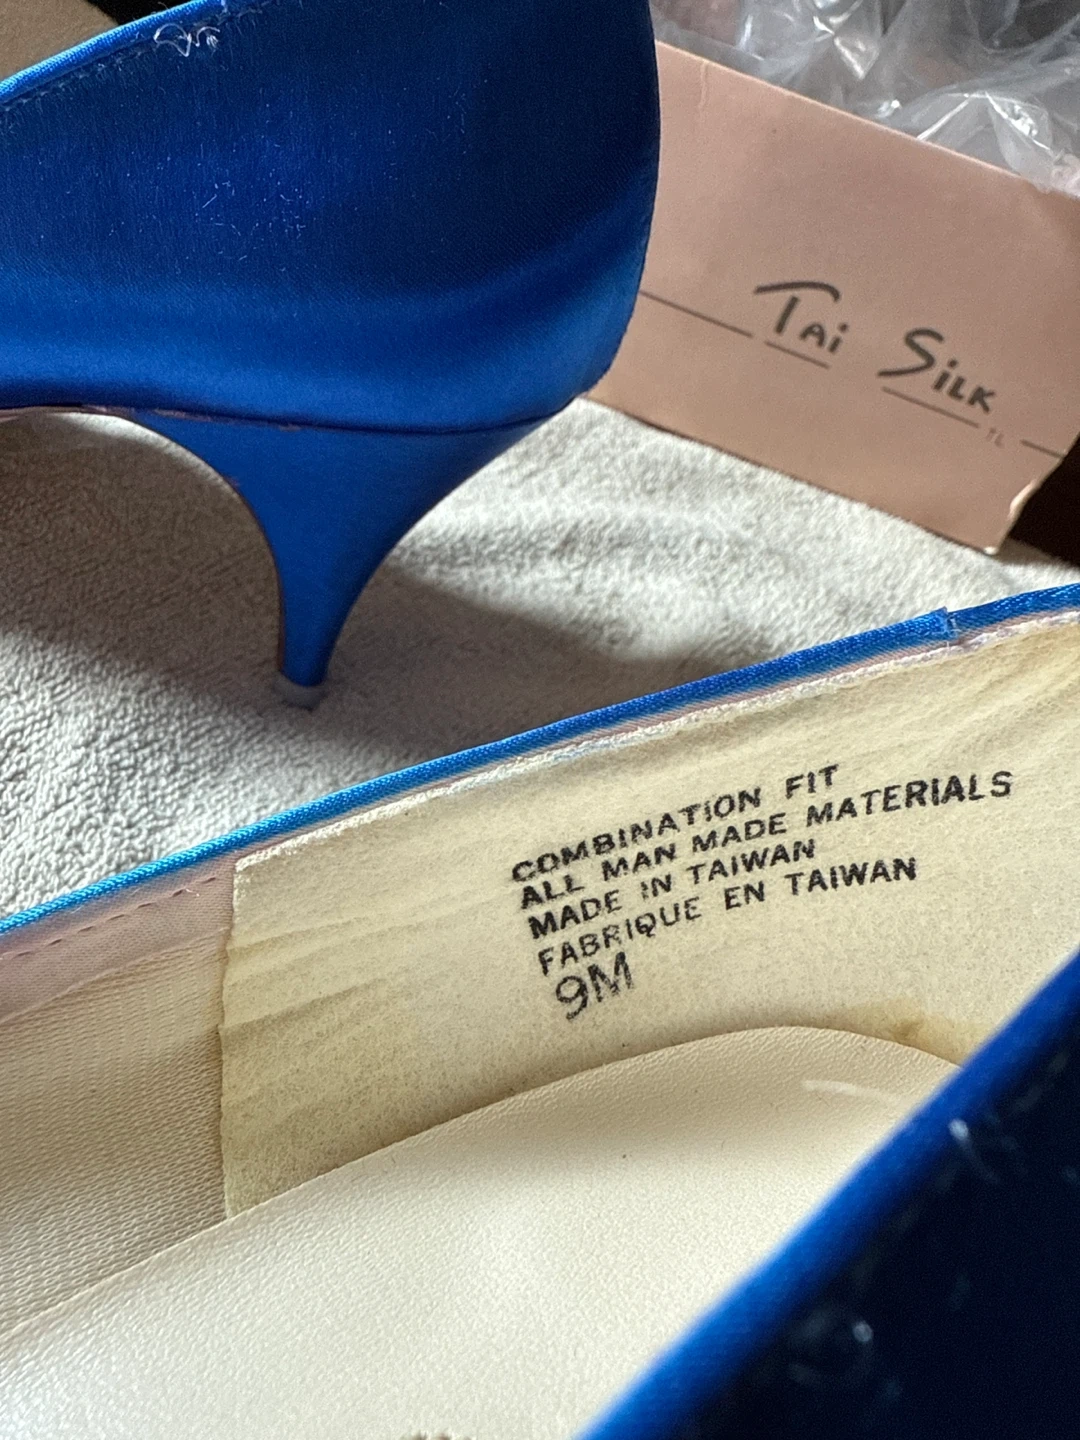 Tai Silk
COMBINATION FIT
ALL MAN MADE MATERIALS
MADE IN TAIWAN
FABRIQUE EN TAIWAN
9M